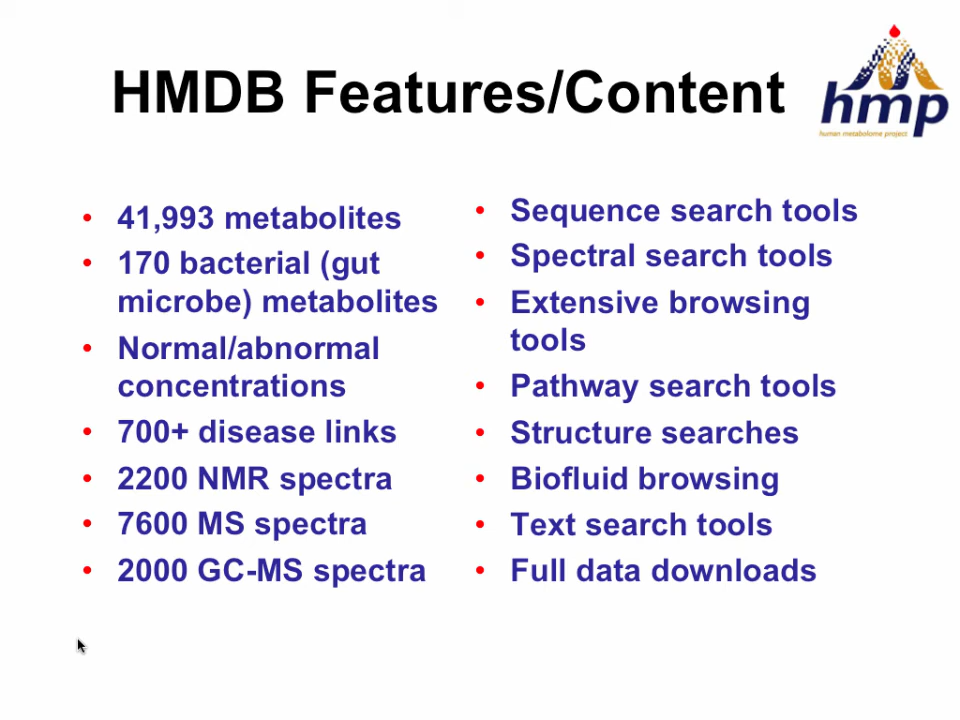 HMDB Features/Content
hmp
human metabolome project
• 41,993 metabolites
• 170 bacterial (gut
microbe) metabolites
• Normal/abnormal
concentrations
• 700+ disease links
• 2200 NMR spectra
• 7600 MS spectra
• 2000 GC-MS spectra
• Sequence search tools
• Spectral search tools
• Extensive browsing
tools
• Pathway search tools
• Structure searches
• Biofluid browsing
• Text search tools
• Full data downloads